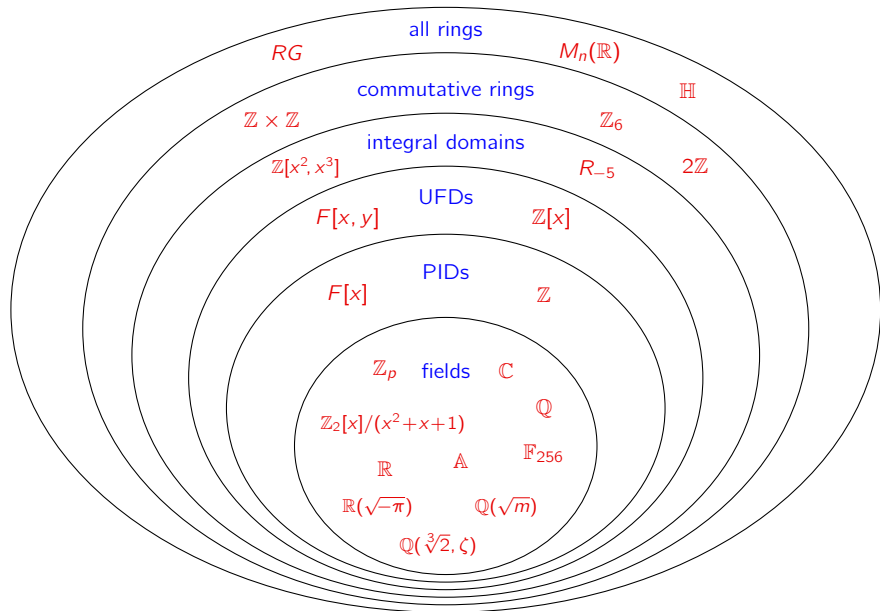 all rings
RG Mₙ(ℝ)
ℍ
commutative rings
ℤ × ℤ ℤ₆
integral domains
ℤ[x², x³] R₋₅ 2ℤ
UFDs
F[x, y] ℤ[x]
PIDs
F[x] ℤ
ℤₚ fields ℂ
ℚ
ℤ₂[x]/(x²+x+1)
𝔽₂₅₆
ℝ 𝔸
ℝ(√−π) ℚ(√m)
ℚ(∛2, ζ)